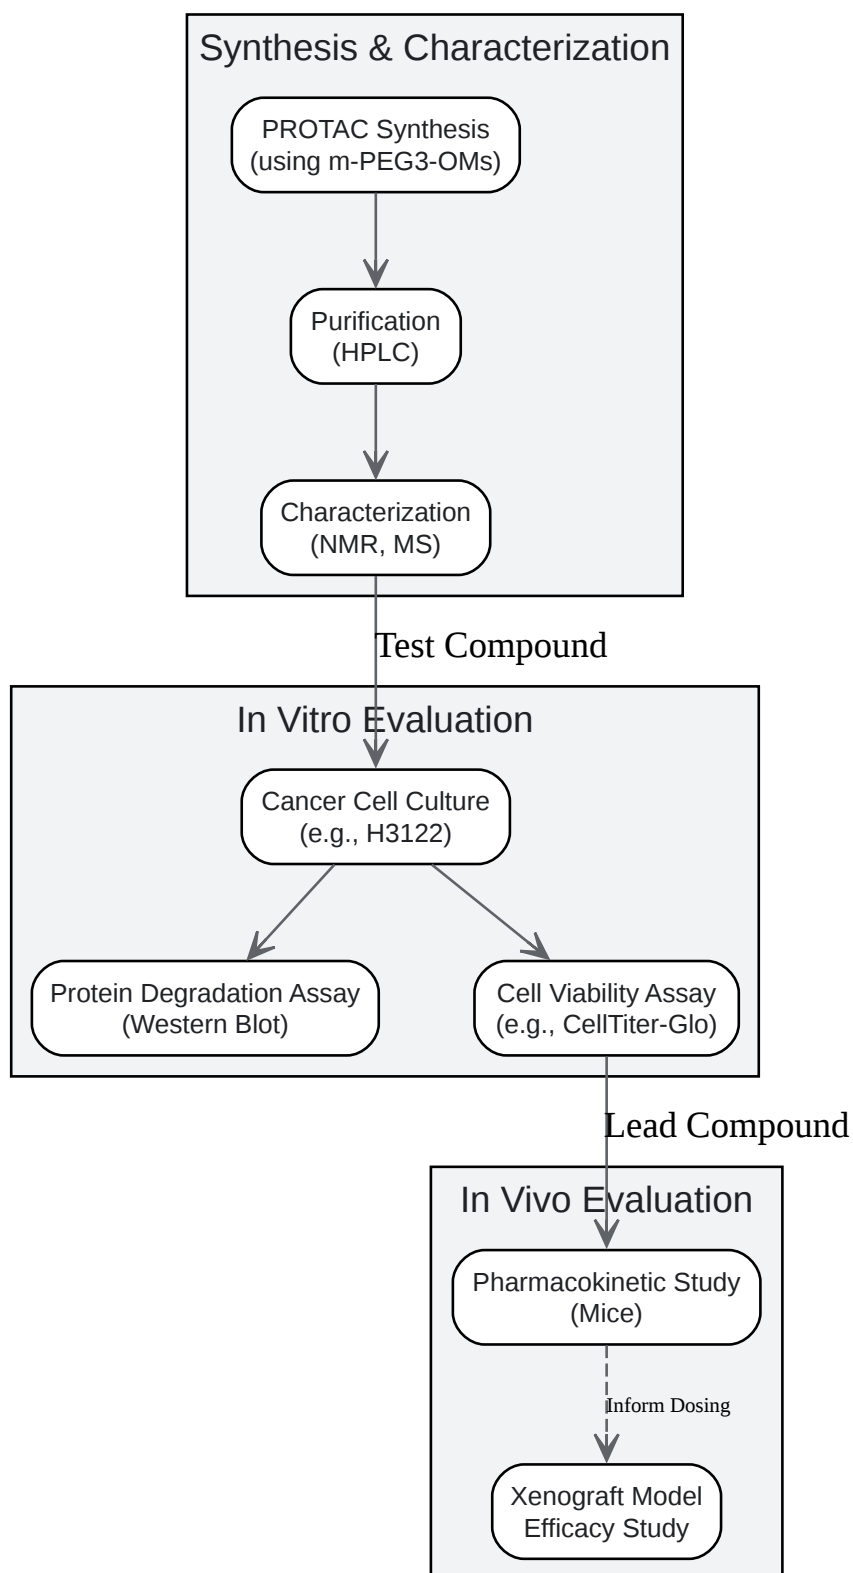 Synthesis & Characterization
PROTAC Synthesis
(using m-PEG3-OMs)
Purification
(HPLC)
Characterization
(NMR, MS)
Test Compound
In Vitro Evaluation
Cancer Cell Culture
(e.g., H3122)
Protein Degradation Assay
(Western Blot)
Cell Viability Assay
(e.g., CellTiter-Glo)
Lead Compound
In Vivo Evaluation
Pharmacokinetic Study
(Mice)
Inform Dosing
Xenograft Model
Efficacy Study